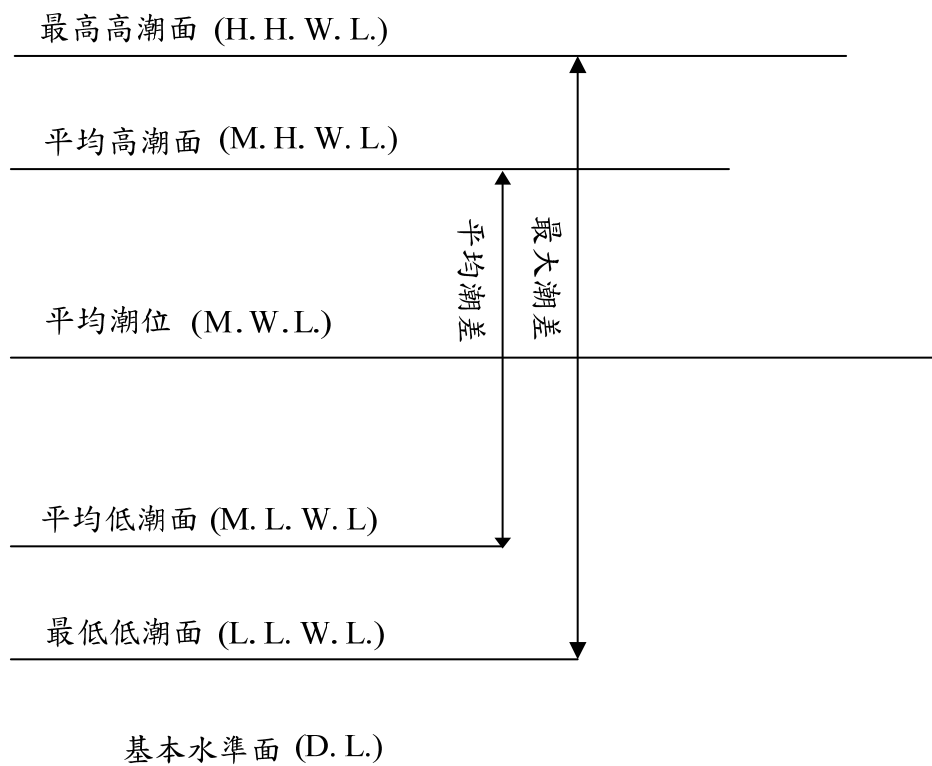 最高高潮面 (H. H. W. L.)
平均高潮面 (M. H. W. L.)
平均潮差
最大潮差
平均潮位 (M. W. L.)
平均低潮面 (M. L. W. L)
最低低潮面 (L. L. W. L.)
基本水準面 (D. L.)